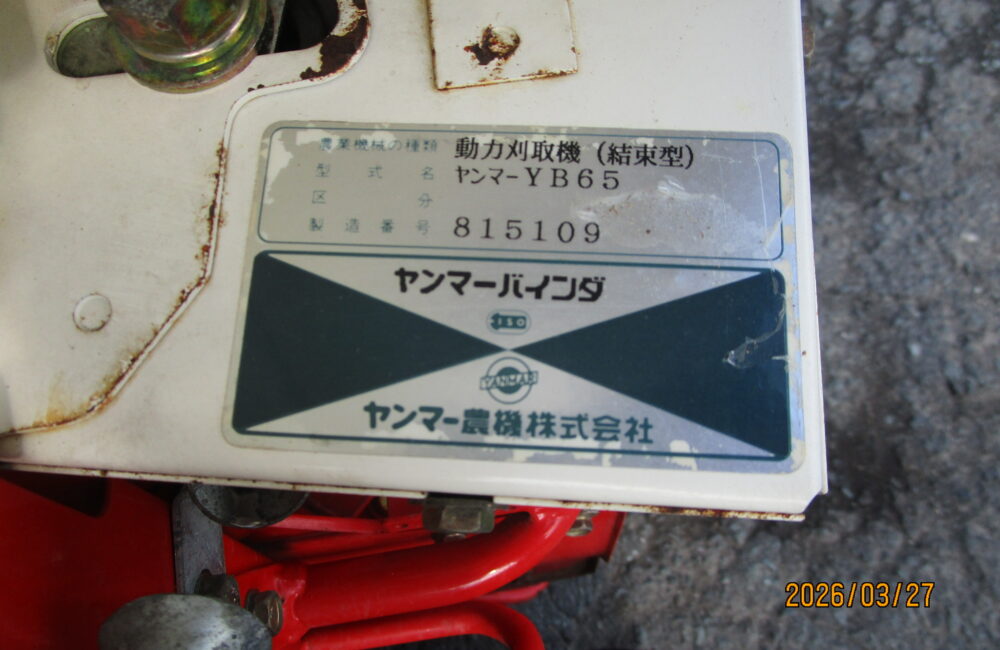 農業機械の種類 動力刈取機(結束型)
型式名 ヤンマーYB65
区分
製造番号 815109
ヤンマーバインダ
ISO
YANMAR
ヤンマー農機株式会社
2026/03/27